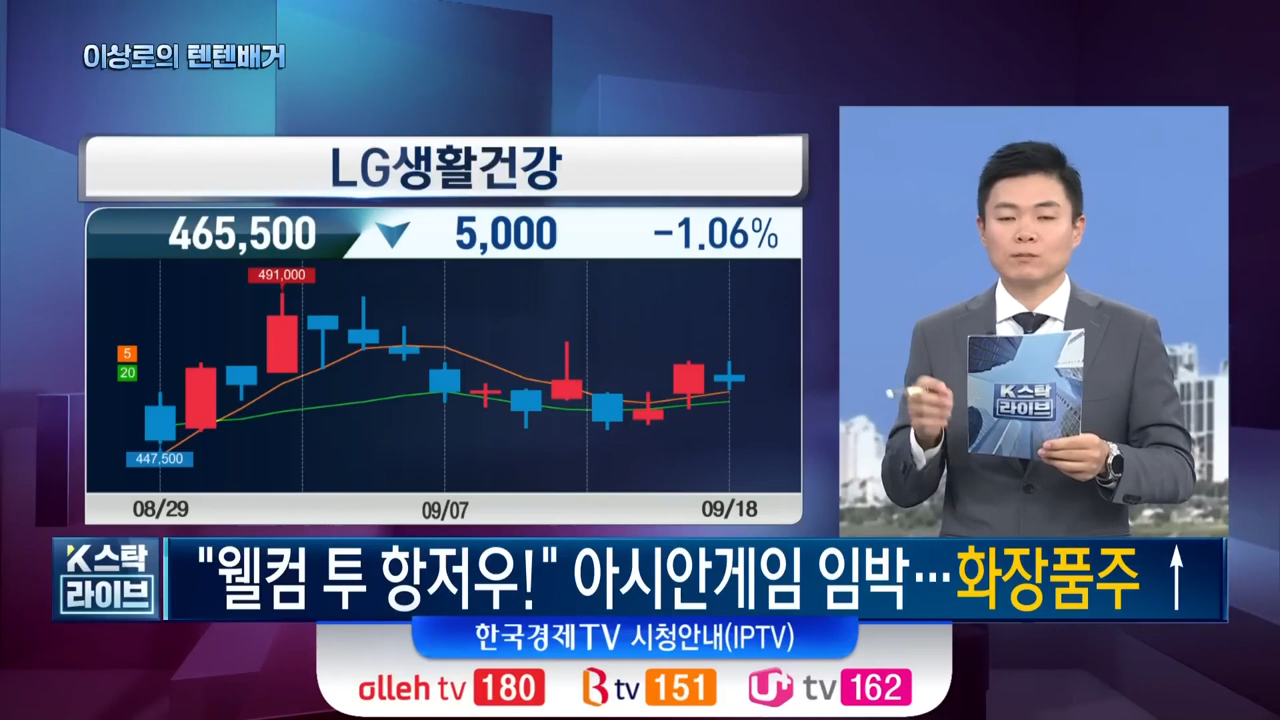 이상로의 텐텐배거
LG생활건강
465,500 ▼ 5,000 -1.06%
491,000
5
20
447,500
08/29 09/07 09/18
K스탁
라이브
K스탁
라이브
"웰컴 투 항저우!" 아시안게임 임박…화장품주↑
한국경제TV 시청안내(IPTV)
olleh tv 180 B tv 151 U+ tv 162